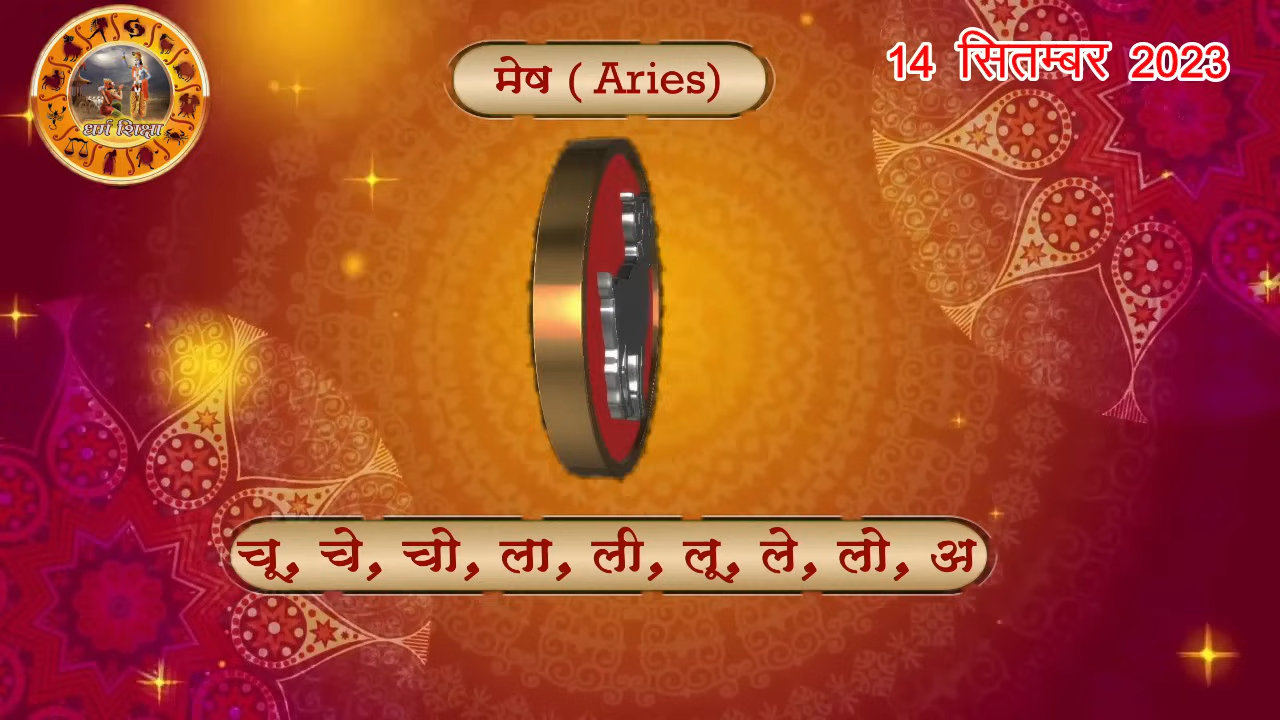 धर्म शिक्षा
मेष ( Aries)
14 सितम्बर 2023
चू, चे, चो, ला, ली, लू, ले, लो, अ